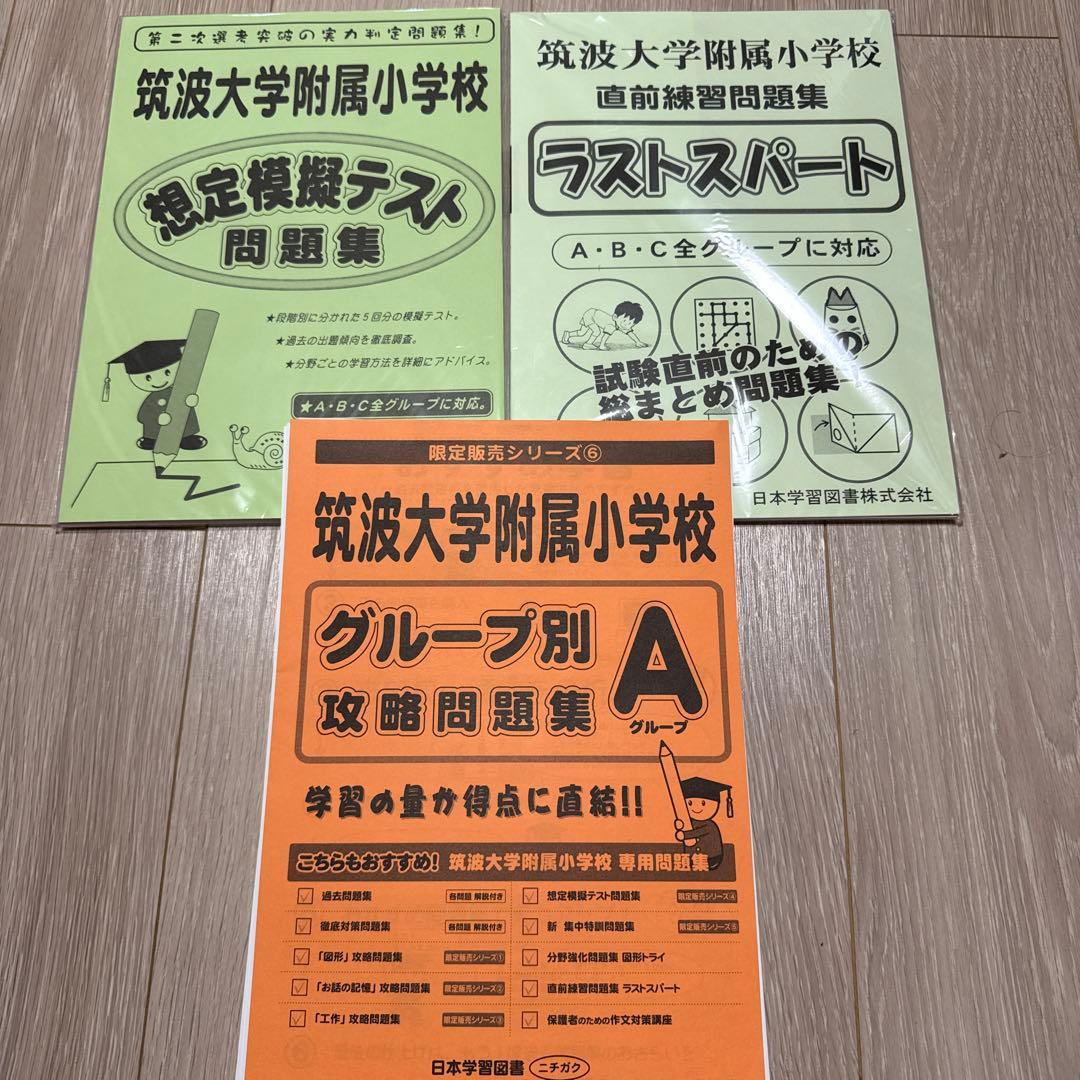 第二次選考突破の実力判定問題集!
筑波大学附属小学校
想定模擬テスト
問題集
★段階別に分かれた5回分の模擬テスト。
★過去の出題傾向を徹底調査。
★分野ごとの学習方法を詳細にアドバイス。
★A・B・C全グループに対応。
筑波大学附属小学校
直前練習問題集
ラストスパート
A・B・C全グループに対応
試験直前のための
総まとめ問題集
日本学習図書株式会社
限定販売シリーズ⑥
筑波大学附属小学校
グループ別
攻略問題集
A
グループ
学習の量が得点に直結!!
こちらもおすすめ! 筑波大学附属小学校 専用問題集
過去問題集 各問題 解説付き
徹底対策問題集 各問題 解説付き
「図形」攻略問題集 限定販売シリーズ①
「お話の記憶」攻略問題集 限定販売シリーズ②
「工作」攻略問題集 限定販売シリーズ③
想定模擬テスト問題集 限定販売シリーズ④
新 集中特訓問題集 限定販売シリーズ⑤
分野強化問題集 図形トライ
直前練習問題集 ラストスパート
保護者のための作文対策講座
日本学習図書 ニチガク